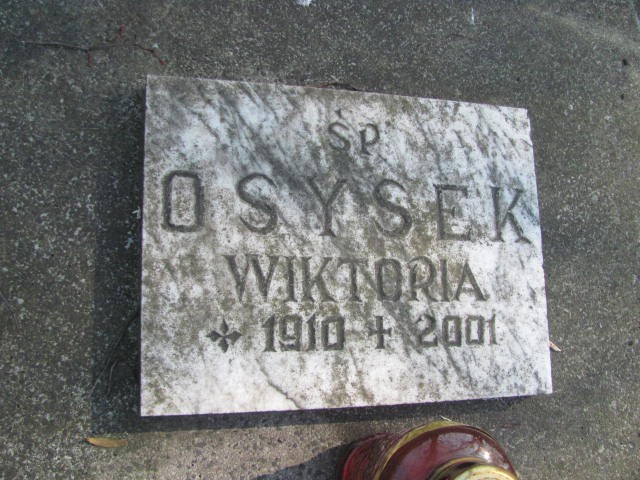 ŚP
OSYSEK
WIKTORIA
1910 + 2001